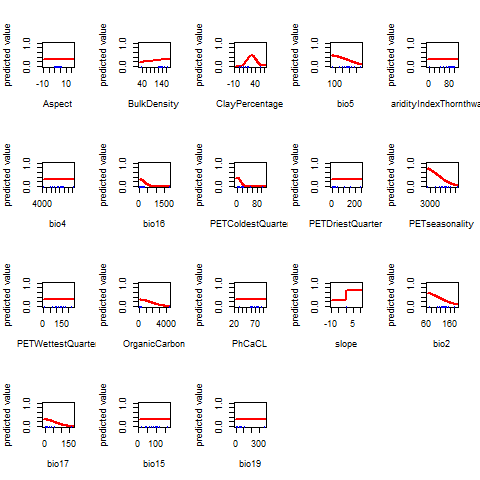 predicted value 0.0 1.0 -10 10 Aspect
predicted value 0.0 1.0 40 140 BulkDensity
predicted value 0.0 1.0 -10 40 ClayPercentage
predicted value 0.0 1.0 100 bio5
predicted value 0.0 1.0 0 80 aridityIndexThornthwa
predicted value 0.0 1.0 4000 bio4
predicted value 0.0 1.0 0 1500 bio16
predicted value 0.0 1.0 0 80 PETColdestQuarte
predicted value 0.0 1.0 0 200 PETDriestQuarter
predicted value 0.0 1.0 3000 PETseasonality
predicted value 0.0 1.0 0 150 PETWettestQuarte
predicted value 0.0 1.0 0 4000 OrganicCarbon
predicted value 0.0 1.0 20 70 PhCaCL
predicted value 0.0 1.0 -10 5 slope
predicted value 0.0 1.0 60 160 bio2
predicted value 0.0 1.0 0 150 bio17
predicted value 0.0 1.0 0 100 bio15
predicted value 0.0 1.0 0 300 bio19